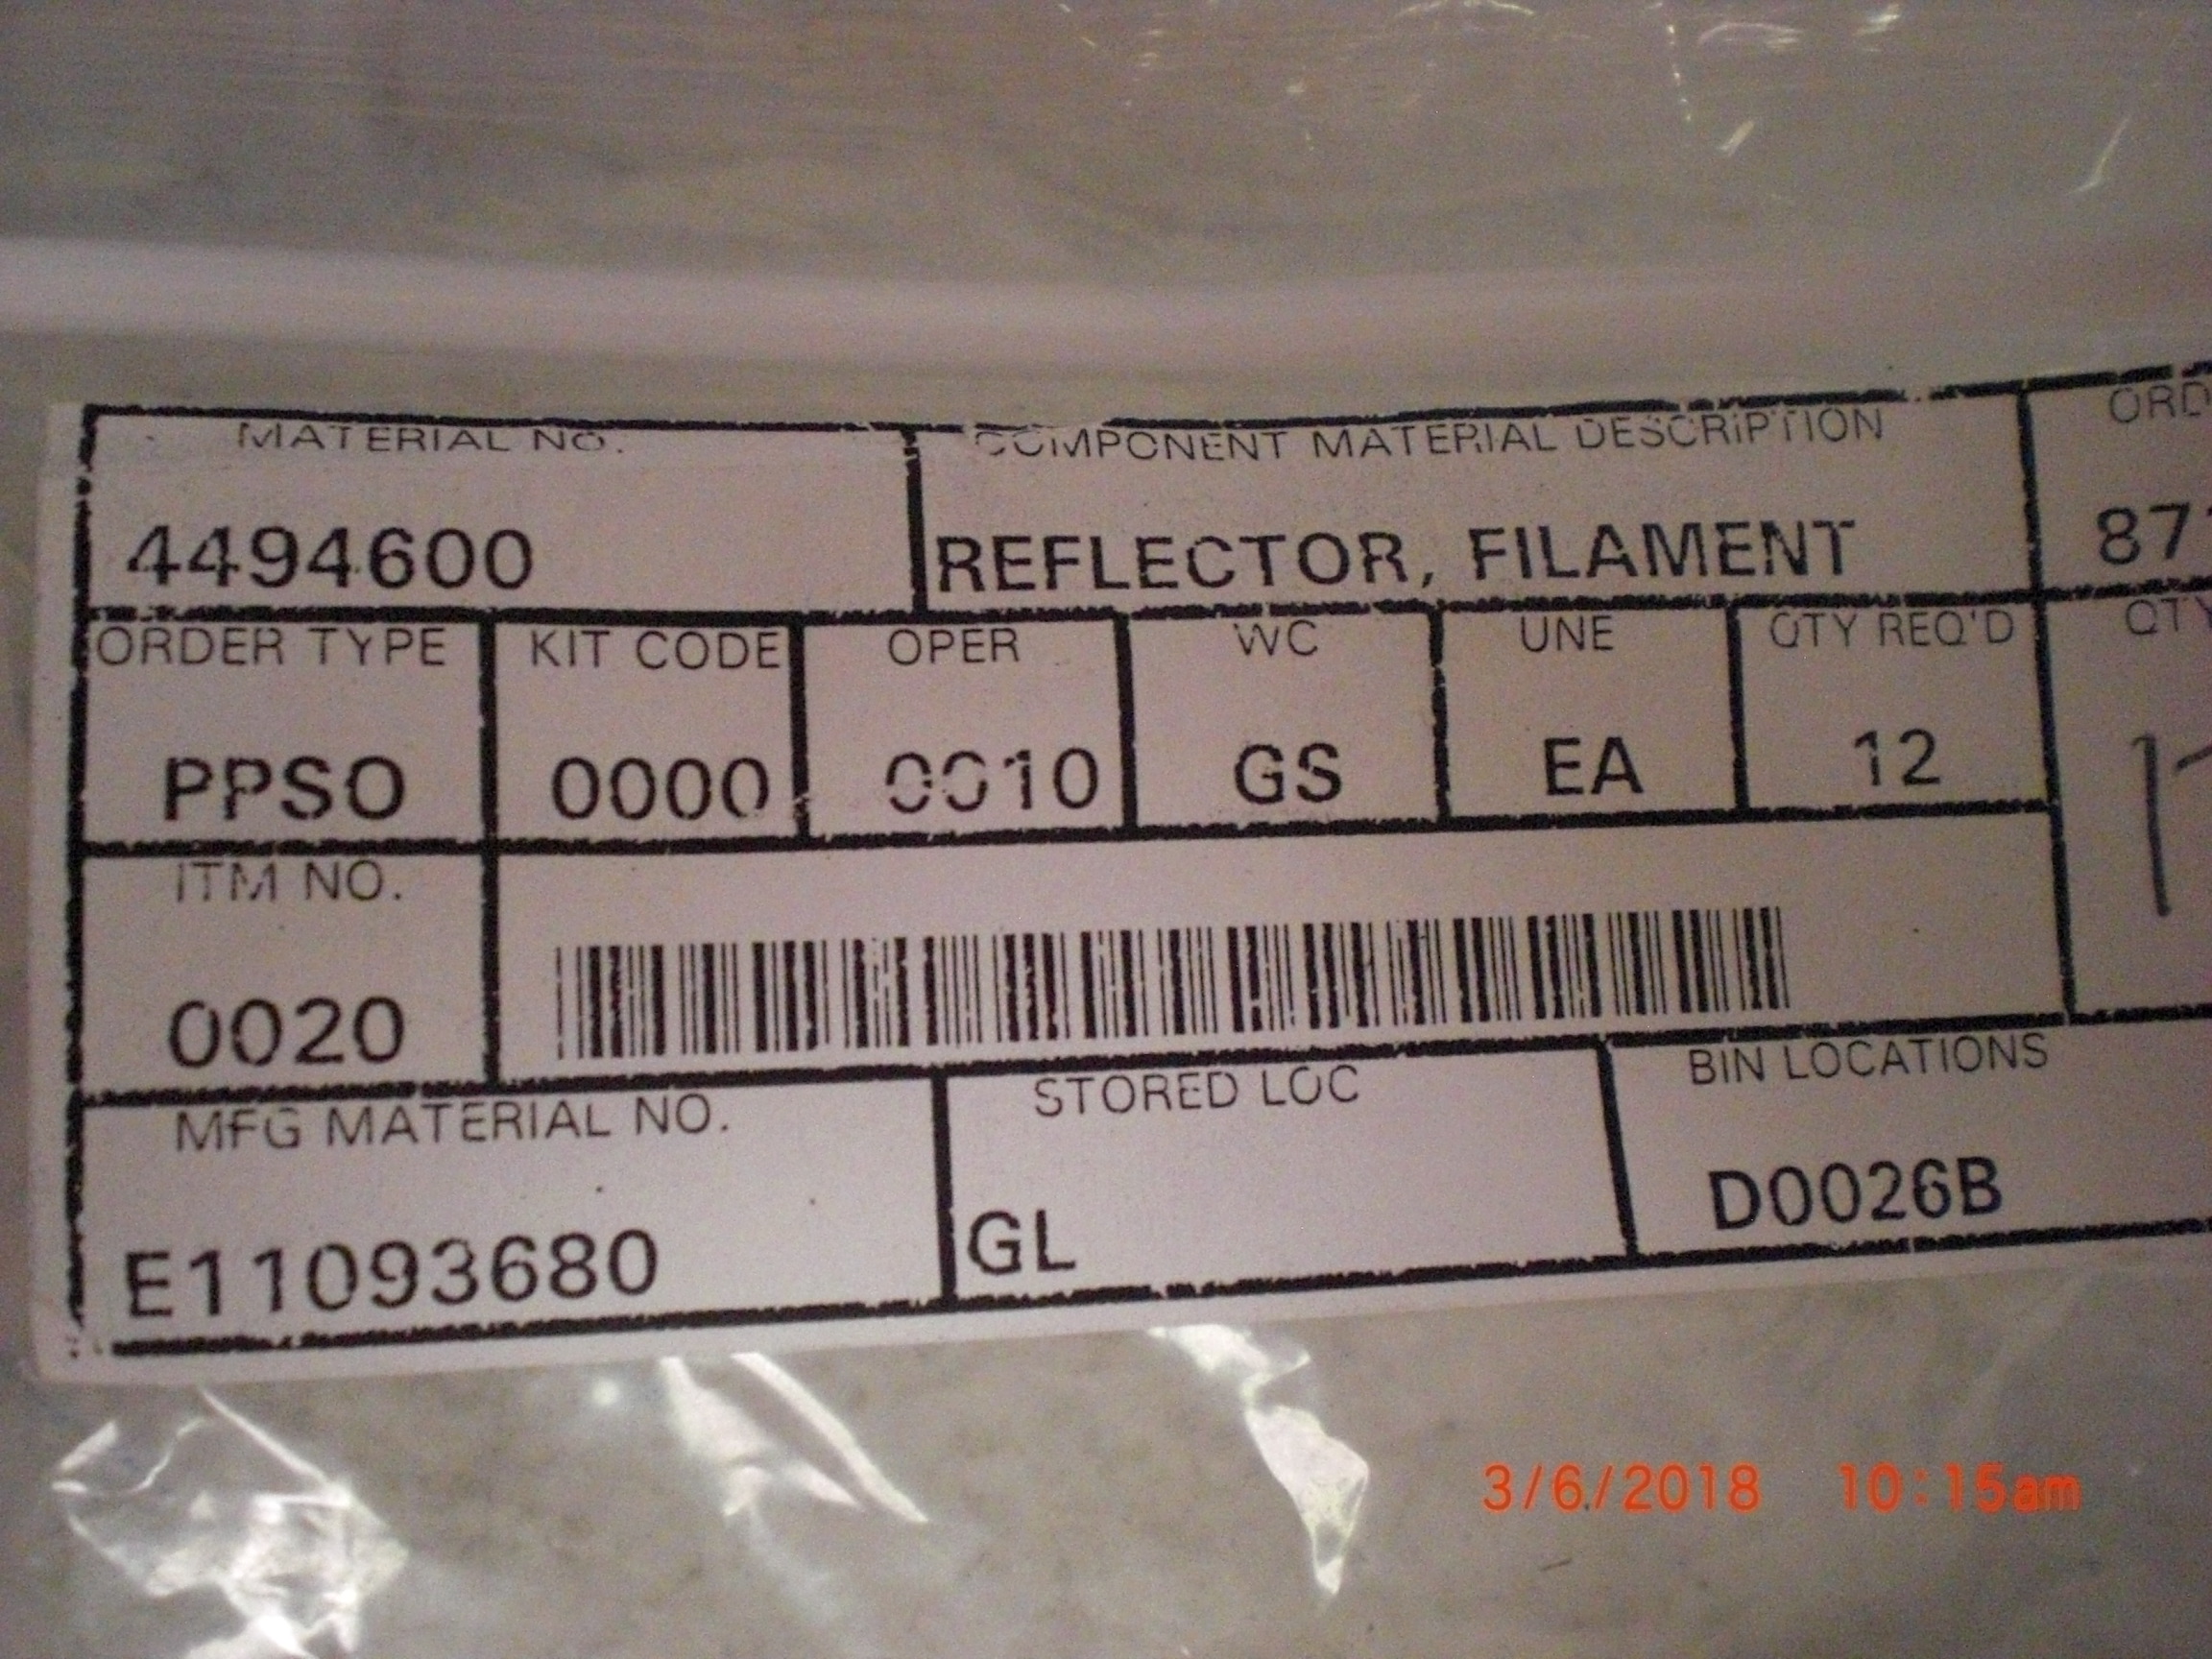 MATERIAL NO. COMPONENT MATERIAL DESCRIPTION
4494600 REFLECTOR, FILAMENT
ORDER TYPE KIT CODE OPER WC UNE QTY REQ'D QTY
PPSO 0000 0010 GS EA 12
ITM NO.
0020
MFG MATERIAL NO. STORED LOC BIN LOCATIONS
E11093680 GL D0026B
3/6/2018 10:15am